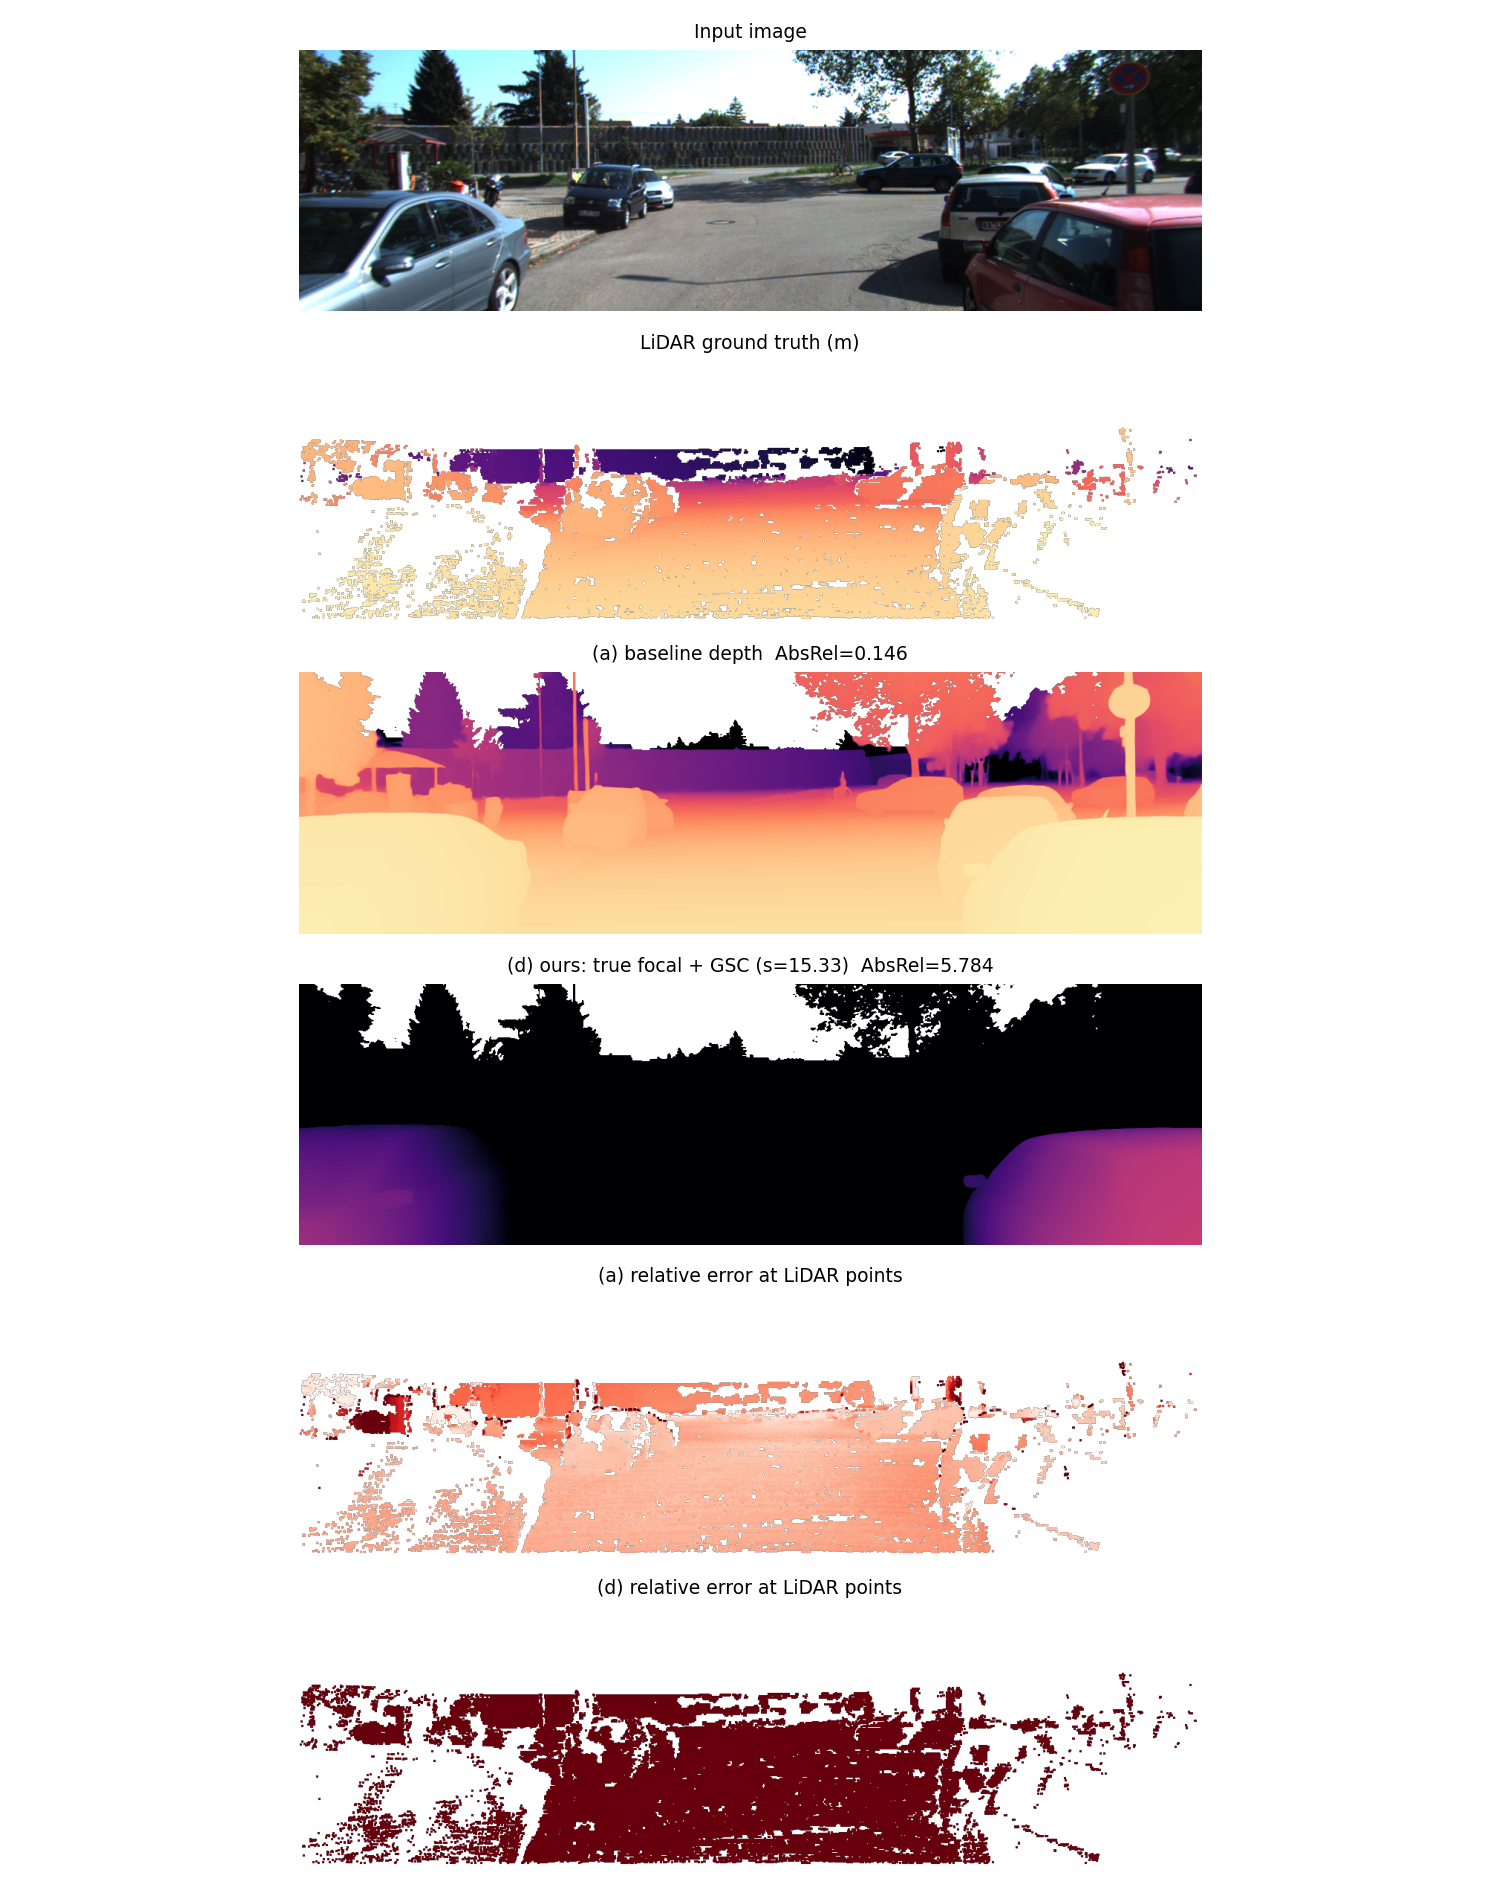 Input image
LiDAR ground truth (m)
(a) baseline depth  AbsRel=0.146
(d) ours: true focal + GSC (s=15.33)  AbsRel=5.784
(a) relative error at LiDAR points
(d) relative error at LiDAR points